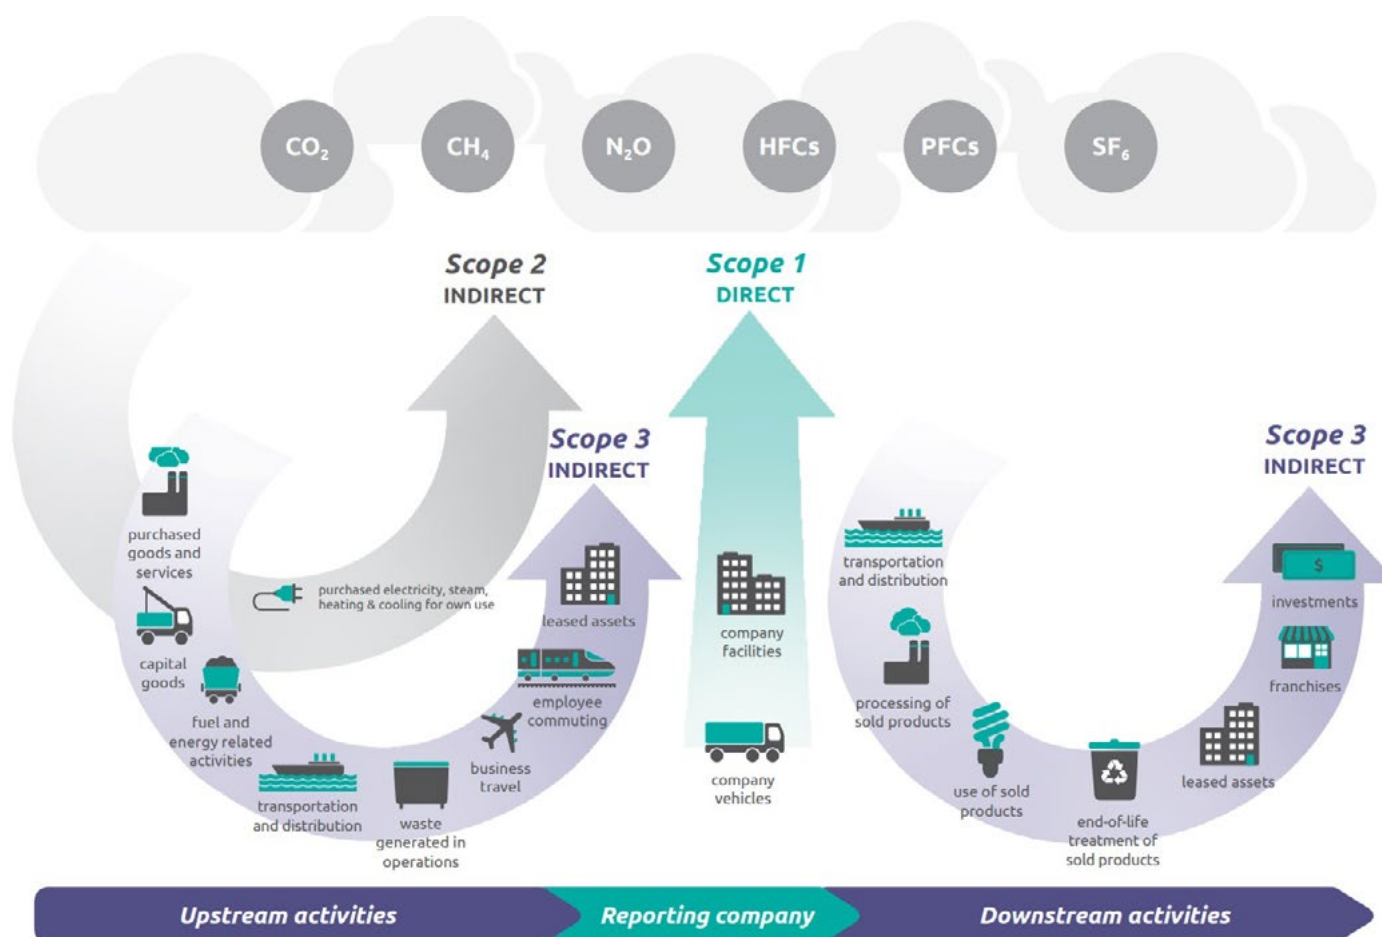 CO₂
CH₄
N₂O
HFCs
PFCs
SF₆
Scope 2
INDIRECT
Scope 1
DIRECT
Scope 3
INDIRECT
Scope 3
INDIRECT
purchased
goods and
services
capital
goods
fuel and
energy related
activities
transportation
and distribution
waste
generated in
operations
business
travel
employee
commuting
leased assets
purchased electricity, steam,
heating & cooling for own use
company
facilities
company
vehicles
transportation
and distribution
processing of
sold products
use of sold
products
end-of-life
treatment of
sold products
leased assets
franchises
$
investments
Upstream activities
Reporting company
Downstream activities